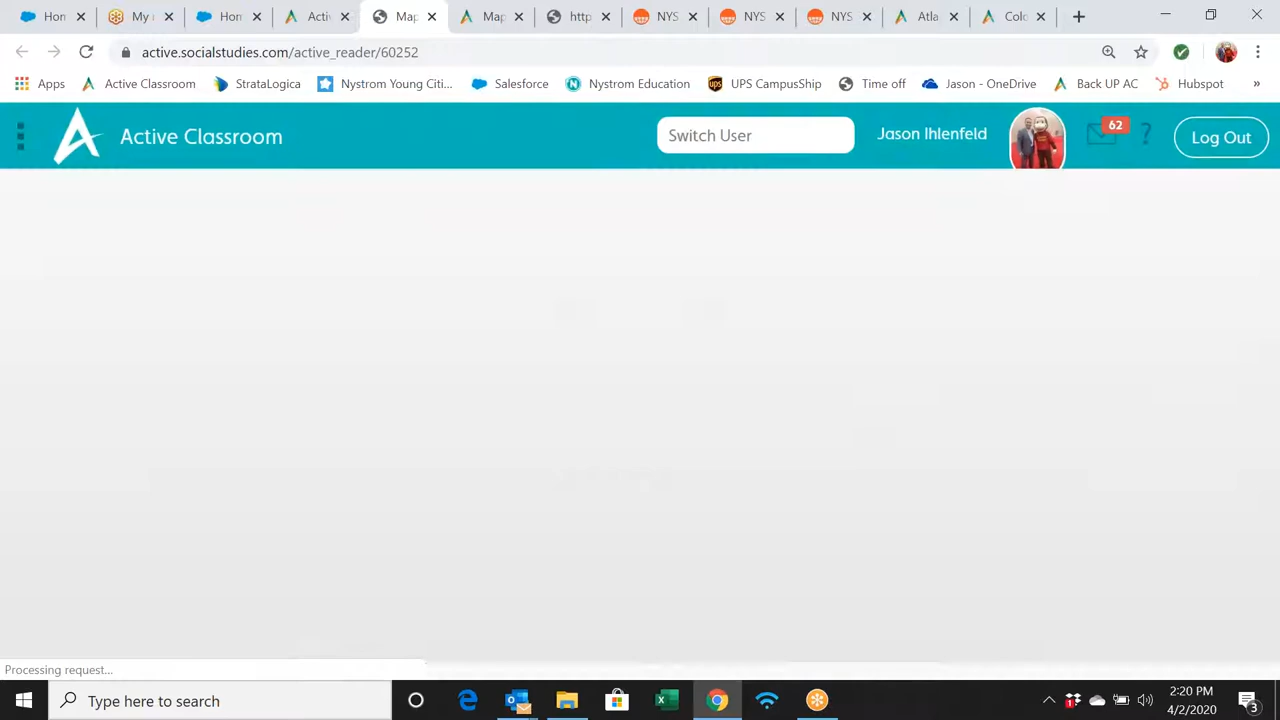 Hon
My r
Hon
Activ
Map
Map
http
NYS
NYS
NYS
Atla
Colo
active.socialstudies.com/active_reader/60252
Apps
Active Classroom
StrataLogica
Nystrom Young Citi...
Salesforce
Nystrom Education
UPS CampusShip
Time off
Jason - OneDrive
Back UP AC
Hubspot
»
Active Classroom
Switch User
Jason Ihlenfeld
62
?
Log Out
Processing request...
Type here to search
2:20 PM
4/2/2020
3